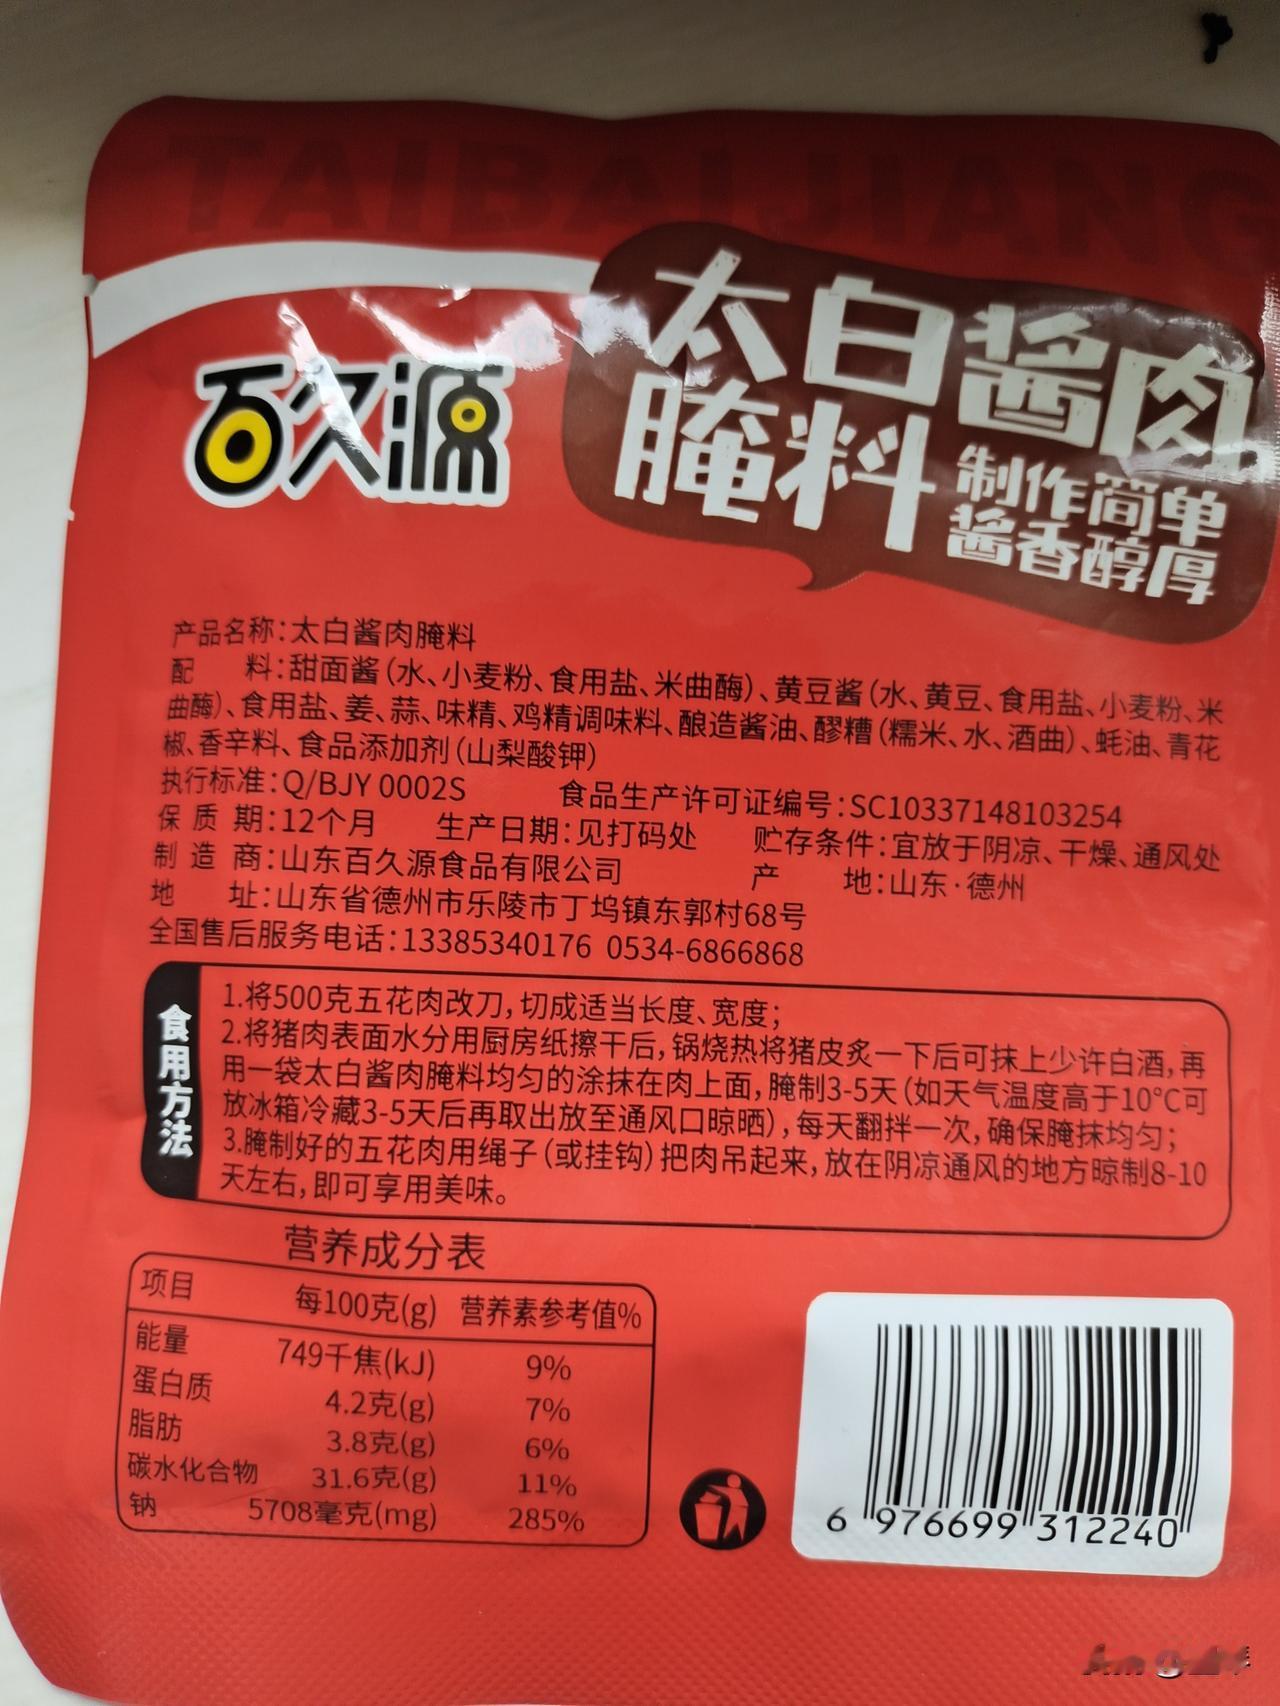 TAIBAIJIANG
百久源
太白酱肉
腌料
制作简单
酱香醇厚
产品名称:太白酱肉腌料
配 料:甜面酱(水、小麦粉、食用盐、米曲酶)、黄豆酱(水、黄豆、食用盐、小麦粉、米
曲酶)、食用盐、姜、蒜、味精、鸡精调味料、酿造酱油、醪糟(糯米、水、酒曲)、蚝油、青花
椒、香辛料、食品添加剂(山梨酸钾)
执行标准:Q/BJY 0002S 食品生产许可证编号:SC10337148103254
保 质 期:12个月 生产日期:见打码处 贮存条件:宜放于阴凉、干燥、通风处
制 造 商:山东百久源食品有限公司 产 地:山东·德州
地 址:山东省德州市乐陵市丁坞镇东郭村68号
全国售后服务电话:13385340176 0534-6866868
食用方法
1.将500克五花肉改刀,切成适当长度、宽度;
2.将猪肉表面水分用厨房纸擦干后,锅烧热将猪皮炙一下后可抹上少许白酒,再
用一袋太白酱肉腌料均匀的涂抹在肉上面,腌制3-5天(如天气温度高于10°C可
放冰箱冷藏3-5天后再取出放至通风口晾晒),每天翻拌一次,确保腌抹均匀;
3.腌制好的五花肉用绳子(或挂钩)把肉吊起来,放在阴凉通风的地方晾制8-10
天左右,即可享用美味。
营养成分表
项目 每100克(g) 营养素参考值%
能量 749千焦(kJ) 9%
蛋白质 4.2克(g) 7%
脂肪 3.8克(g) 6%
碳水化合物 31.6克(g) 11%
钠 5708毫克(mg) 285%
6 976699 312240